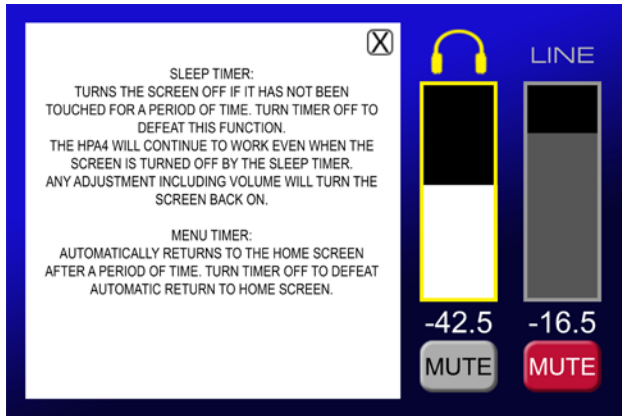 X
SLEEP TIMER:
TURNS THE SCREEN OFF IF IT HAS NOT BEEN
TOUCHED FOR A PERIOD OF TIME. TURN TIMER OFF TO
DEFEAT THIS FUNCTION.
THE HPA4 WILL CONTINUE TO WORK EVEN WHEN THE
SCREEN IS TURNED OFF BY THE SLEEP TIMER.
ANY ADJUSTMENT INCLUDING VOLUME WILL TURN THE
SCREEN BACK ON.
MENU TIMER:
AUTOMATICALLY RETURNS TO THE HOME SCREEN
AFTER A PERIOD OF TIME. TURN TIMER OFF TO DEFEAT
AUTOMATIC RETURN TO HOME SCREEN.
LINE
-42.5
-16.5
MUTE
MUTE